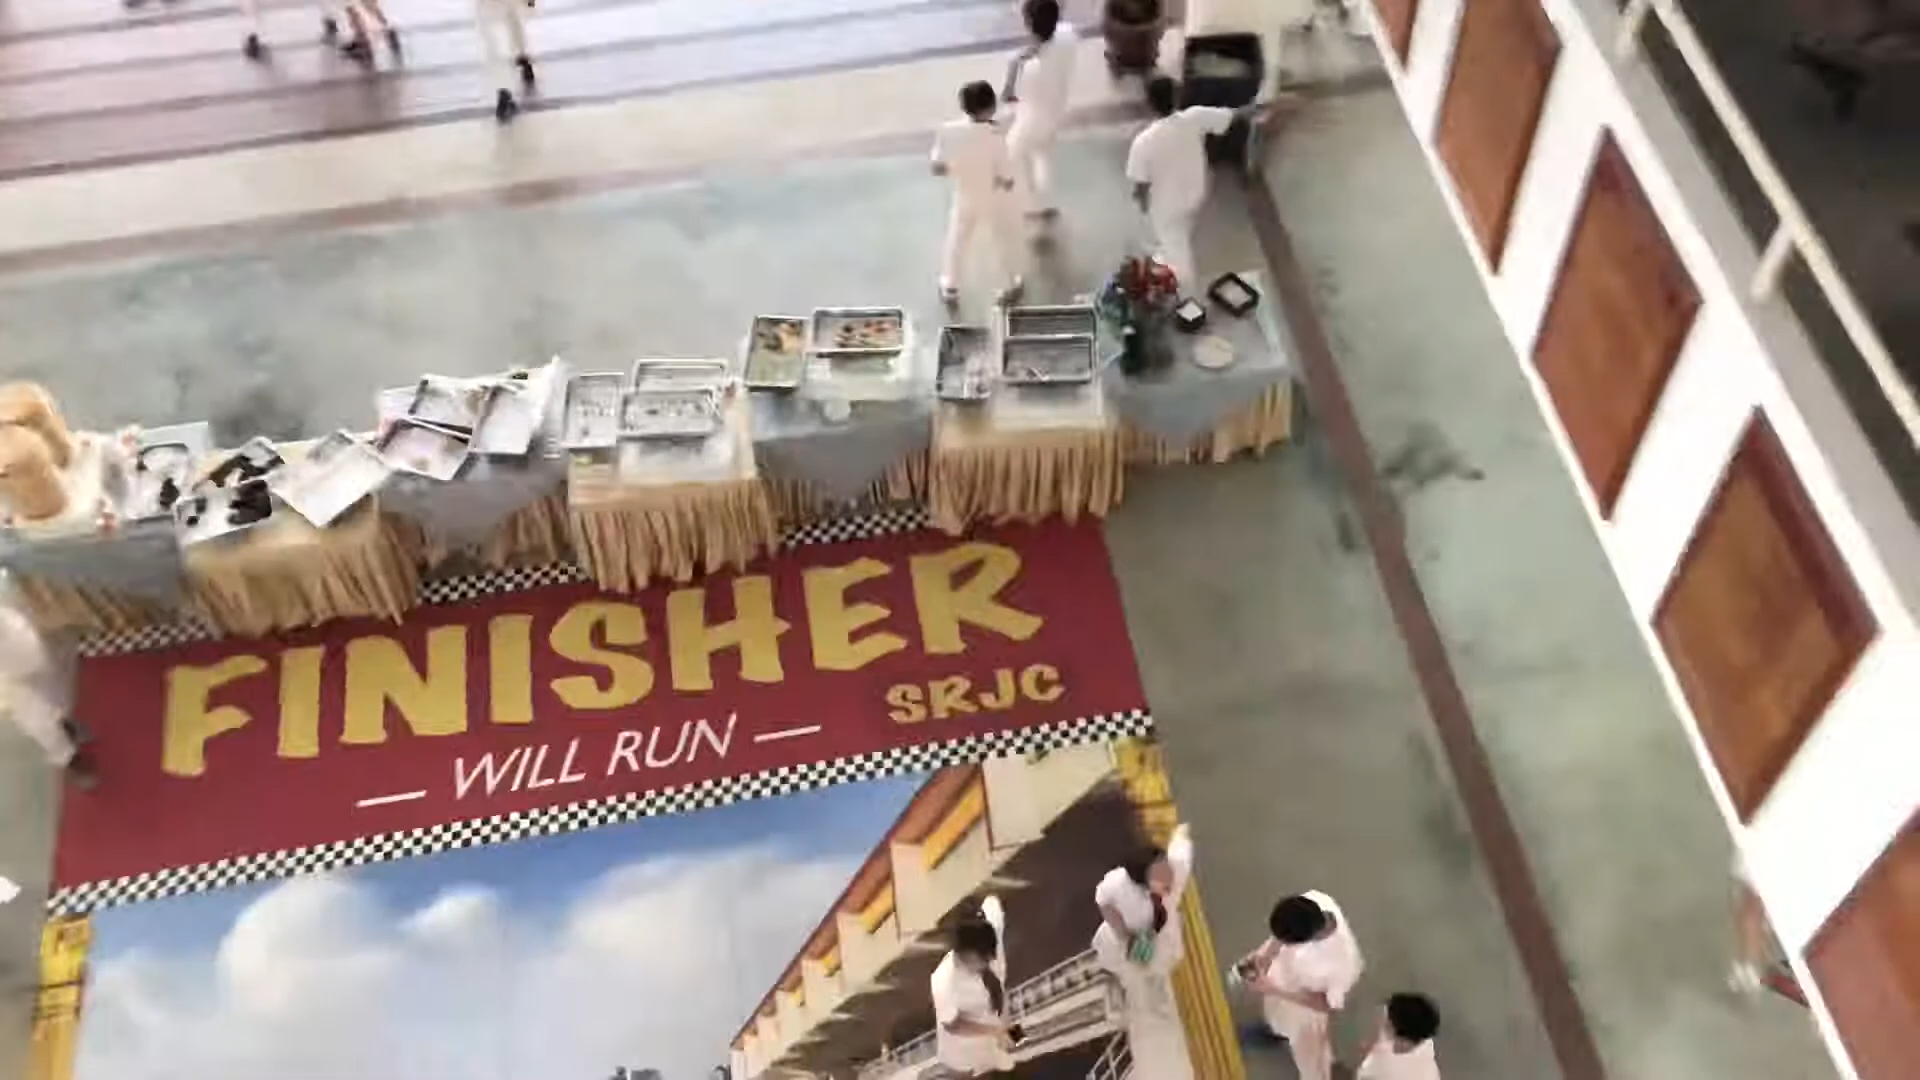 FINISHER
SRJC
— WILL RUN —